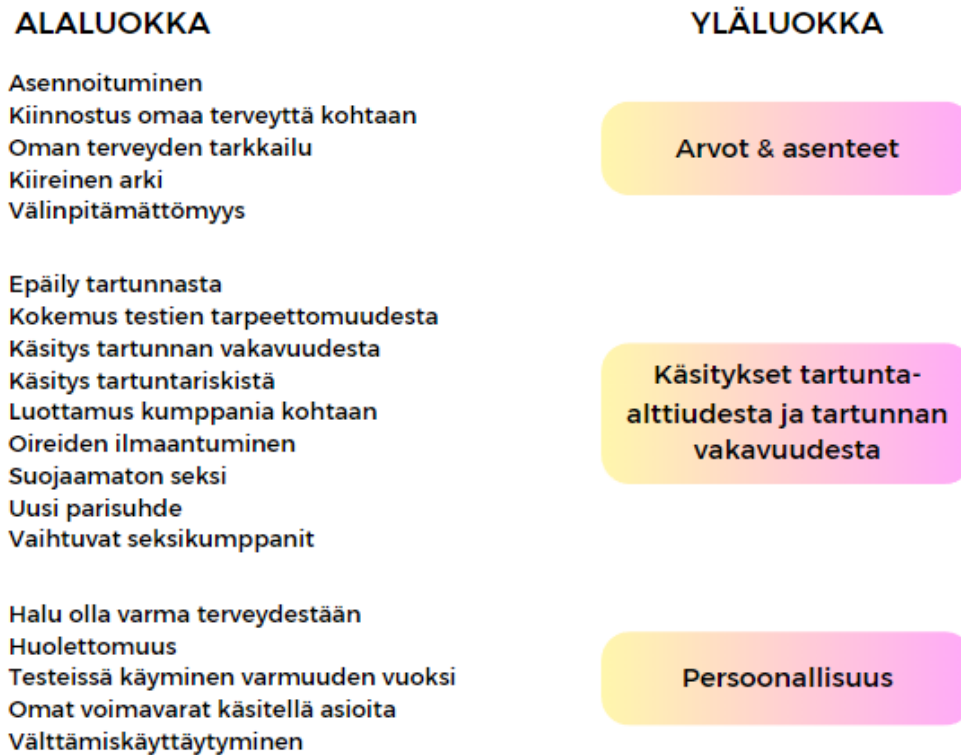 ALALUOKKA
YLÄLUOKKA
Asennoituminen
Kiinnostus omaa terveyttä kohtaan
Oman terveyden tarkkailu
Kiireinen arki
Välinpitämättömyys
Arvot & asenteet
Epäily tartunnasta
Kokemus testien tarpeettomuudesta
Käsitys tartunnan vakavuudesta
Käsitys tartuntariskistä
Luottamus kumppania kohtaan
Oireiden ilmaantuminen
Suojaamaton seksi
Uusi parisuhde
Vaihtuvat seksikumppanit
Käsitykset tartunta-
alttiudesta ja tartunnan
vakavuudesta
Halu olla varma terveydestään
Huolettomuus
Testeissä käyminen varmuuden vuoksi
Omat voimavarat käsitellä asioita
Välttämiskäyttäytyminen
Persoonallisuus